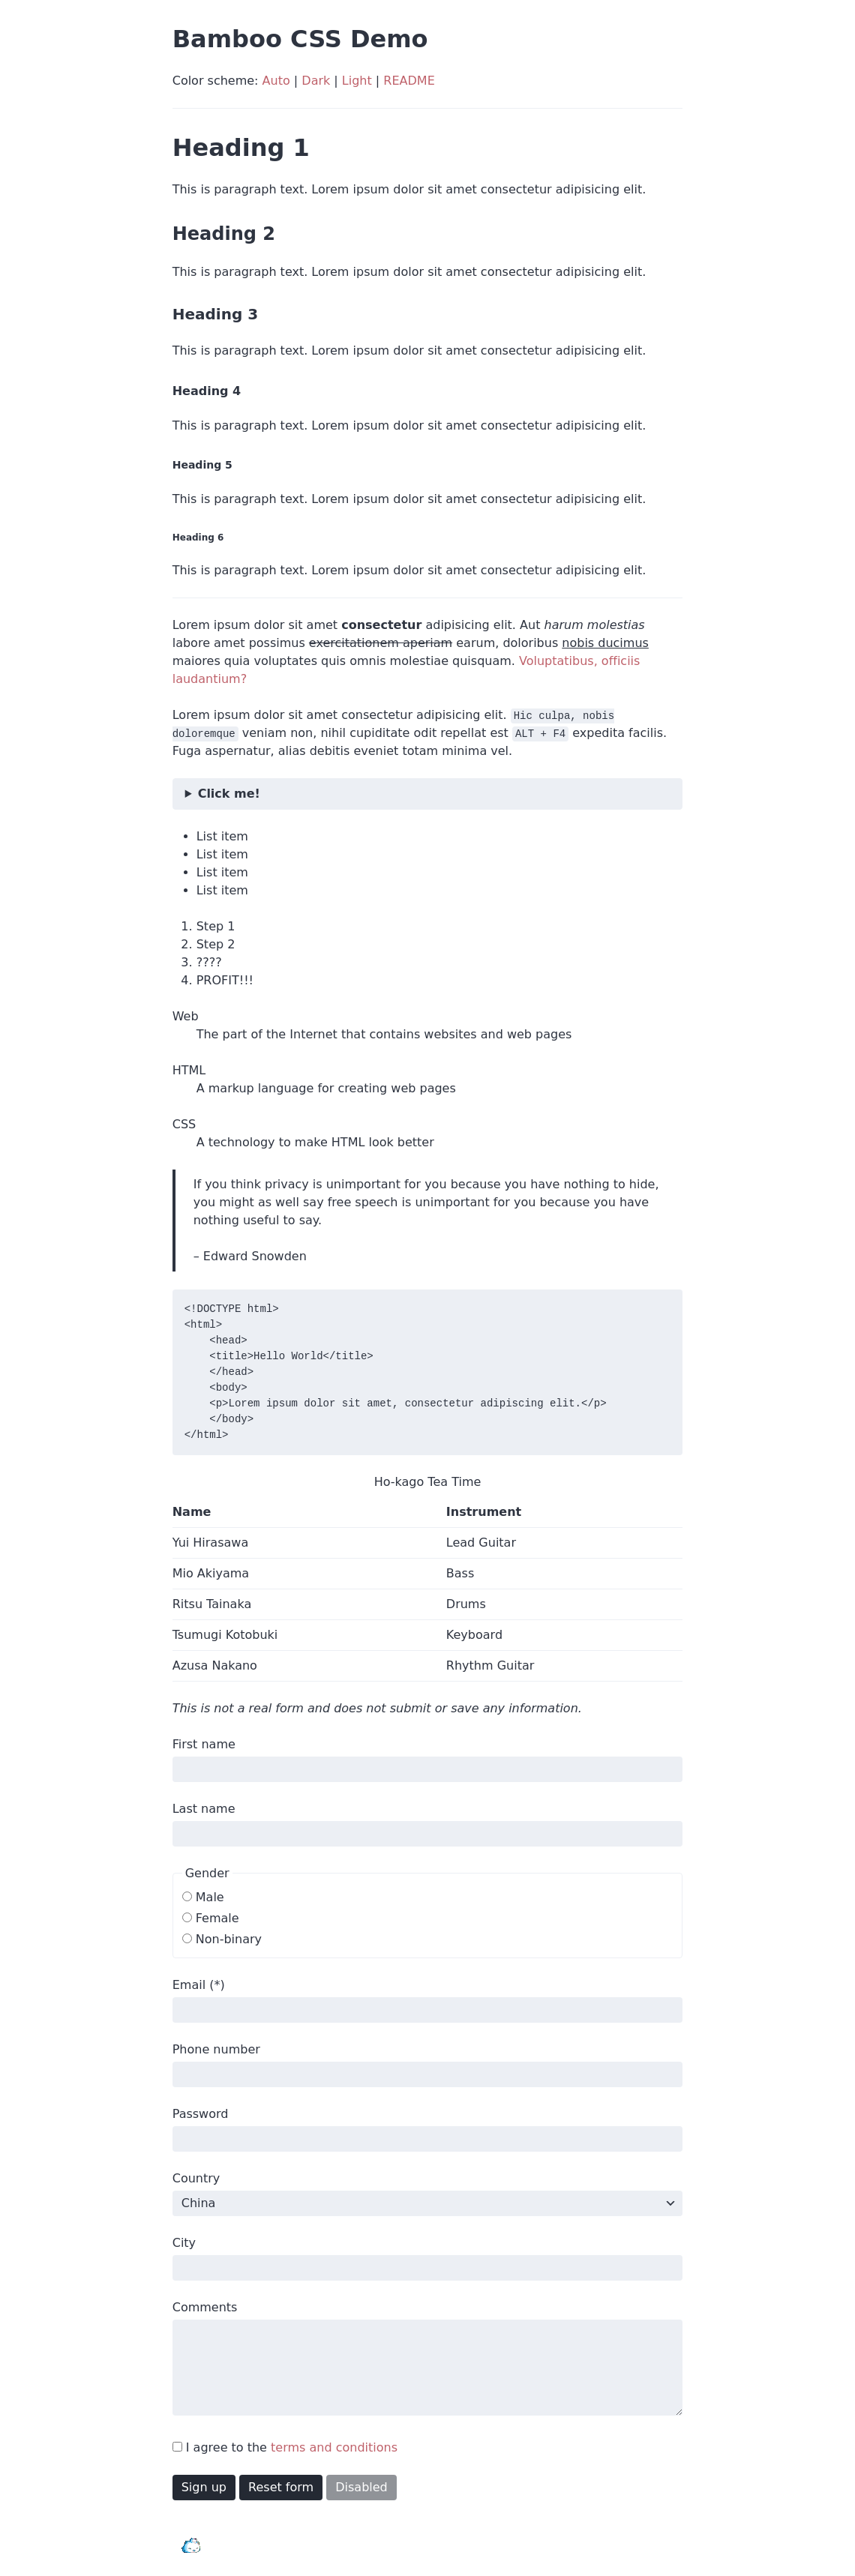 Bamboo CSS Demo
Color scheme: Auto | Dark | Light | README
Heading 1
This is paragraph text. Lorem ipsum dolor sit amet consectetur adipisicing elit.
Heading 2
This is paragraph text. Lorem ipsum dolor sit amet consectetur adipisicing elit.
Heading 3
This is paragraph text. Lorem ipsum dolor sit amet consectetur adipisicing elit.
Heading 4
This is paragraph text. Lorem ipsum dolor sit amet consectetur adipisicing elit.
Heading 5
This is paragraph text. Lorem ipsum dolor sit amet consectetur adipisicing elit.
Heading 6
This is paragraph text. Lorem ipsum dolor sit amet consectetur adipisicing elit.
Lorem ipsum dolor sit amet consectetur adipisicing elit. Aut harum molestias
labore amet possimus exercitationem aperiam earum, doloribus nobis ducimus
maiores quia voluptates quis omnis molestiae quisquam. Voluptatibus, officiis
laudantium?
Lorem ipsum dolor sit amet consectetur adipisicing elit. Hic culpa, nobis
doloremque veniam non, nihil cupiditate odit repellat est ALT + F4 expedita facilis.
Fuga aspernatur, alias debitis eveniet totam minima vel.
Click me!
• List item
• List item
• List item
• List item
1. Step 1
2. Step 2
3. ????
4. PROFIT!!!
Web
The part of the Internet that contains websites and web pages
HTML
A markup language for creating web pages
CSS
A technology to make HTML look better
If you think privacy is unimportant for you because you have nothing to hide,
you might as well say free speech is unimportant for you because you have
nothing useful to say.
– Edward Snowden
<!DOCTYPE html>
<html>
    <head>
    <title>Hello World</title>
    </head>
    <body>
    <p>Lorem ipsum dolor sit amet, consectetur adipiscing elit.</p>
    </body>
</html>
Ho-kago Tea Time
Name Instrument
Yui Hirasawa Lead Guitar
Mio Akiyama Bass
Ritsu Tainaka Drums
Tsumugi Kotobuki Keyboard
Azusa Nakano Rhythm Guitar
This is not a real form and does not submit or save any information.
First name
Last name
Gender
Male
Female
Non-binary
Email (*)
Phone number
Password
Country
China
City
Comments
I agree to the terms and conditions
Sign up Reset form Disabled